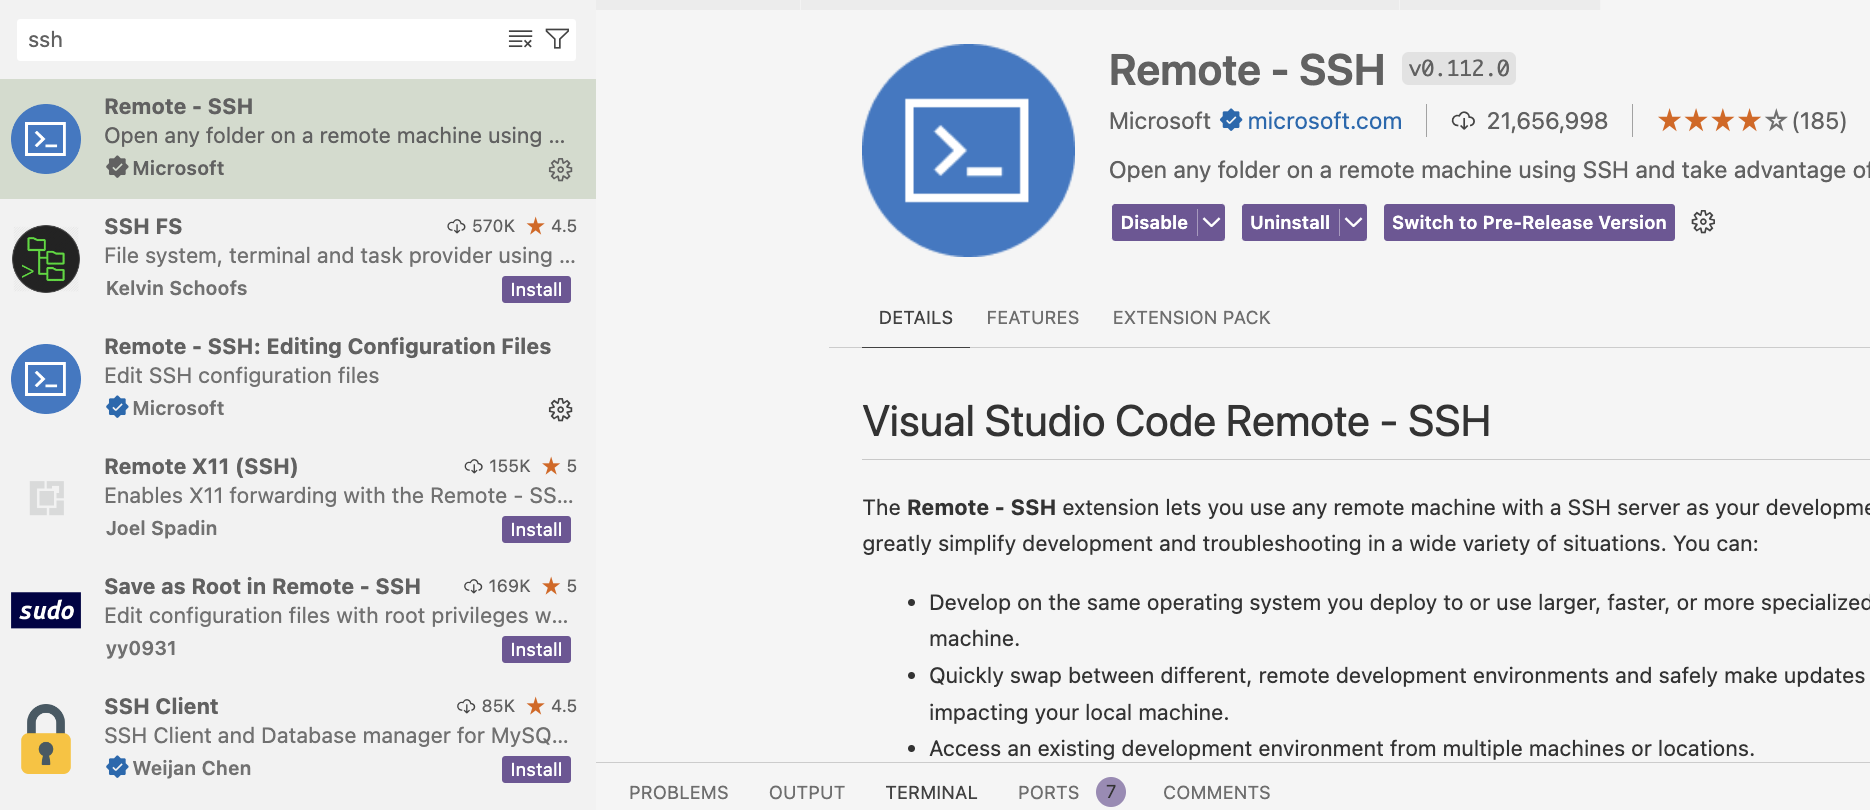 ssh
Remote - SSH
Open any folder on a remote machine using ...
Microsoft
SSH FS 570K 4.5
File system, terminal and task provider using ...
Kelvin Schoofs Install
Remote - SSH: Editing Configuration Files
Edit SSH configuration files
Microsoft
Remote X11 (SSH) 155K 5
Enables X11 forwarding with the Remote - SS...
Joel Spadin Install
Save as Root in Remote - SSH 169K 5
sudo
Edit configuration files with root privileges w...
yy0931 Install
SSH Client 85K 4.5
SSH Client and Database manager for MySQ...
Weijan Chen Install
Remote - SSH v0.112.0
Microsoft microsoft.com 21,656,998 (185)
Open any folder on a remote machine using SSH and take advantage of
Disable Uninstall Switch to Pre-Release Version
DETAILS FEATURES EXTENSION PACK
Visual Studio Code Remote - SSH
The Remote - SSH extension lets you use any remote machine with a SSH server as your developme
greatly simplify development and troubleshooting in a wide variety of situations. You can:
• Develop on the same operating system you deploy to or use larger, faster, or more specialized
machine.
• Quickly swap between different, remote development environments and safely make updates
impacting your local machine.
• Access an existing development environment from multiple machines or locations.
PROBLEMS OUTPUT TERMINAL PORTS 7 COMMENTS